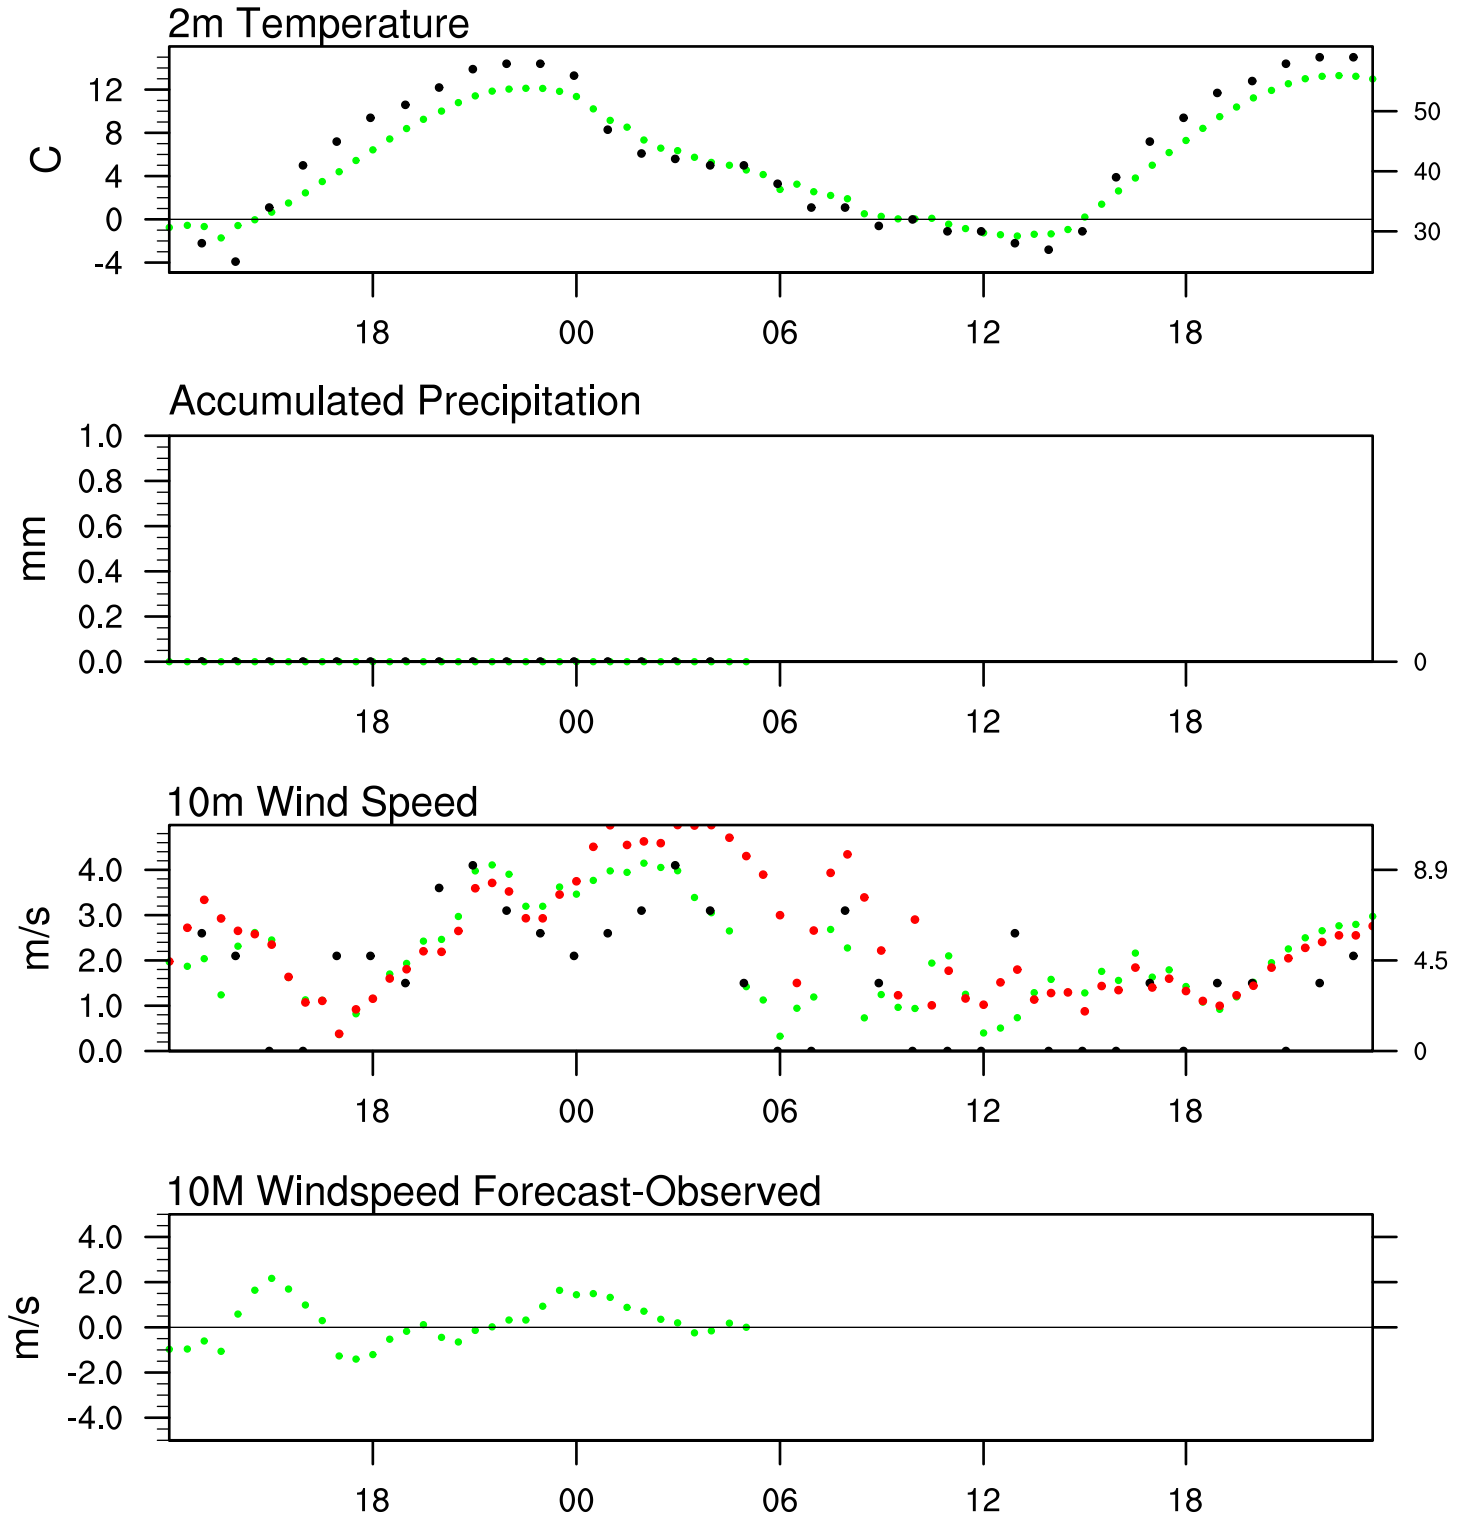 2m Temperature
12
8
4
0
-4
C
50
40
30
18 00 06 12 18
Accumulated Precipitation
1.0
0.8
0.6
0.4
0.2
0.0
mm
0
18 00 06 12 18
10m Wind Speed
4.0
3.0
2.0
1.0
0.0
m/s
8.9
4.5
0
18 00 06 12 18
10M Windspeed Forecast-Observed
4.0
2.0
0.0
-2.0
-4.0
m/s
18 00 06 12 18